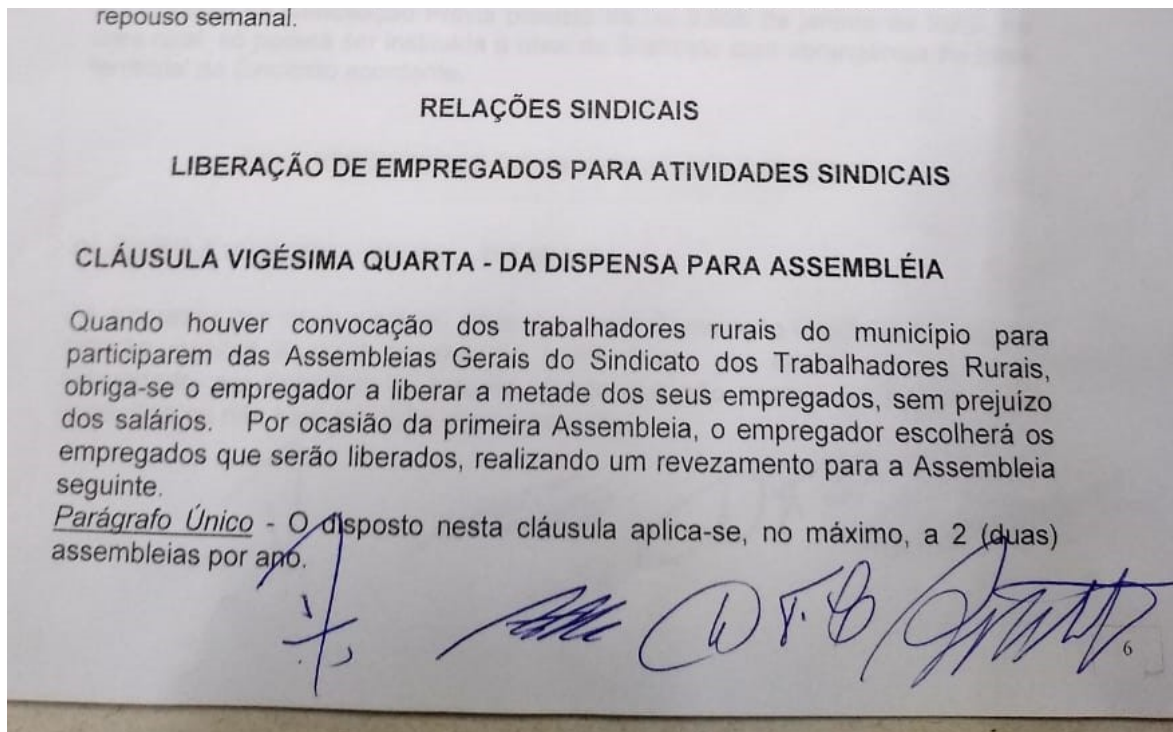 repouso semanal.
RELAÇÕES SINDICAIS
LIBERAÇÃO DE EMPREGADOS PARA ATIVIDADES SINDICAIS
CLÁUSULA VIGÉSIMA QUARTA - DA DISPENSA PARA ASSEMBLÉIA
Quando houver convocação dos trabalhadores rurais do município para
participarem das Assembleias Gerais do Sindicato dos Trabalhadores Rurais,
obriga-se o empregador a liberar a metade dos seus empregados, sem prejuízo
dos salários. Por ocasião da primeira Assembleia, o empregador escolherá os
empregados que serão liberados, realizando um revezamento para a Assembleia
seguinte.
Parágrafo Único - O disposto nesta cláusula aplica-se, no máximo, a 2 (duas)
assembleias por ano.
6